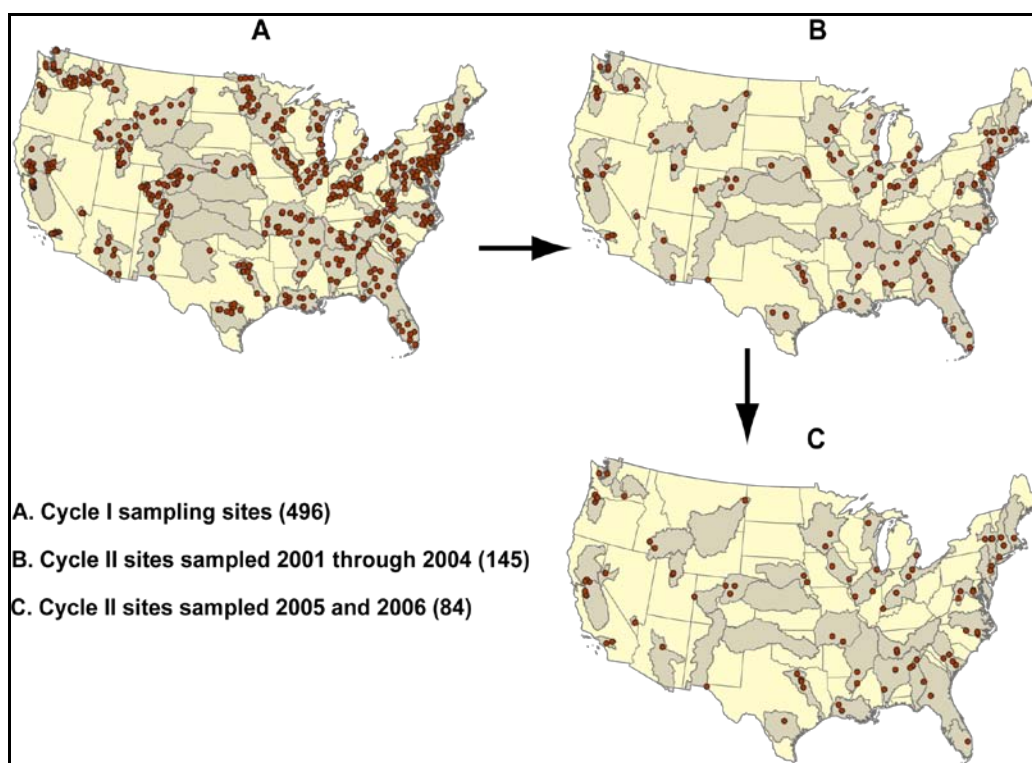 A
B
C
A. Cycle I sampling sites (496)
B. Cycle II sites sampled 2001 through 2004 (145)
C. Cycle II sites sampled 2005 and 2006 (84)